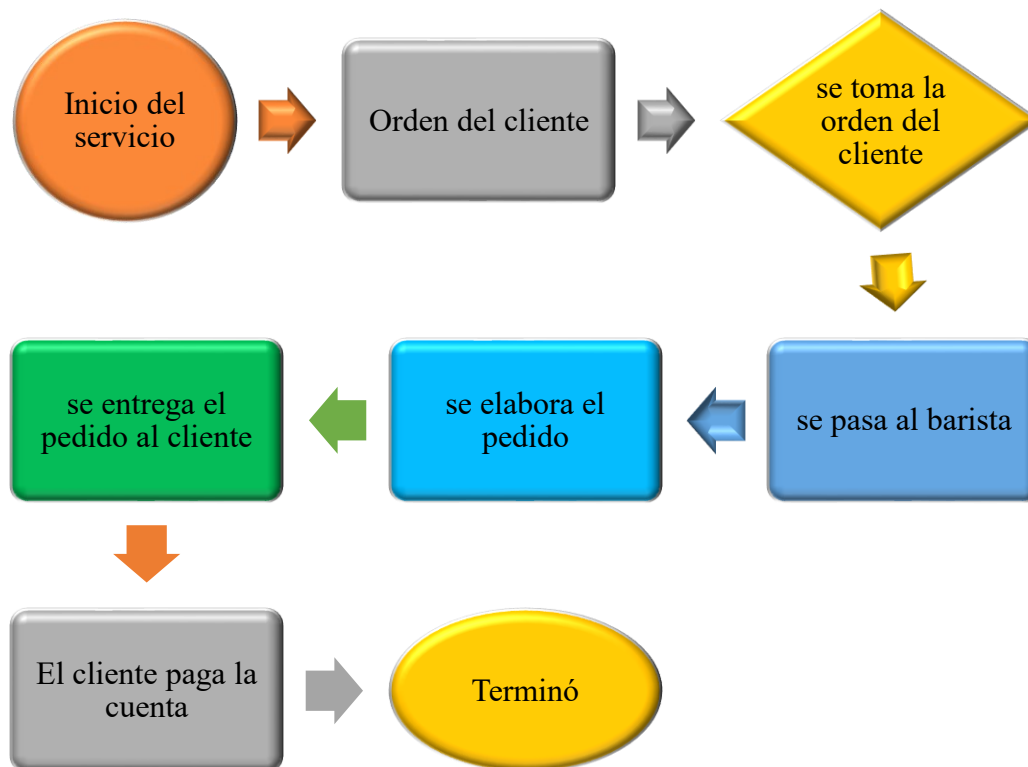 Inicio del
servicio
Orden del cliente
se toma la
orden del
cliente
se pasa al barista
se elabora el
pedido
se entrega el
pedido al cliente
El cliente paga la
cuenta
Terminó